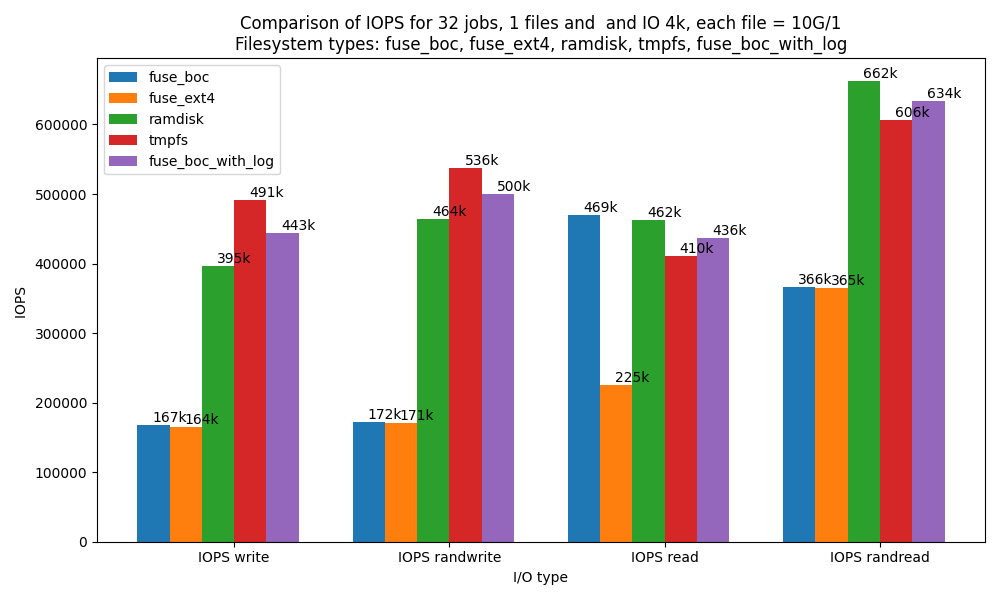 Comparison of IOPS for 32 jobs, 1 files and  and IO 4k, each file = 10G/1
Filesystem types: fuse_boc, fuse_ext4, ramdisk, tmpfs, fuse_boc_with_log
fuse_boc
fuse_ext4
ramdisk
tmpfs
fuse_boc_with_log
IOPS
600000
500000
400000
300000
200000
100000
0
167k
164k
395k
491k
443k
172k
171k
464k
536k
500k
469k
225k
462k
410k
436k
366k
365k
662k
606k
634k
IOPS write
IOPS randwrite
IOPS read
IOPS randread
I/O type